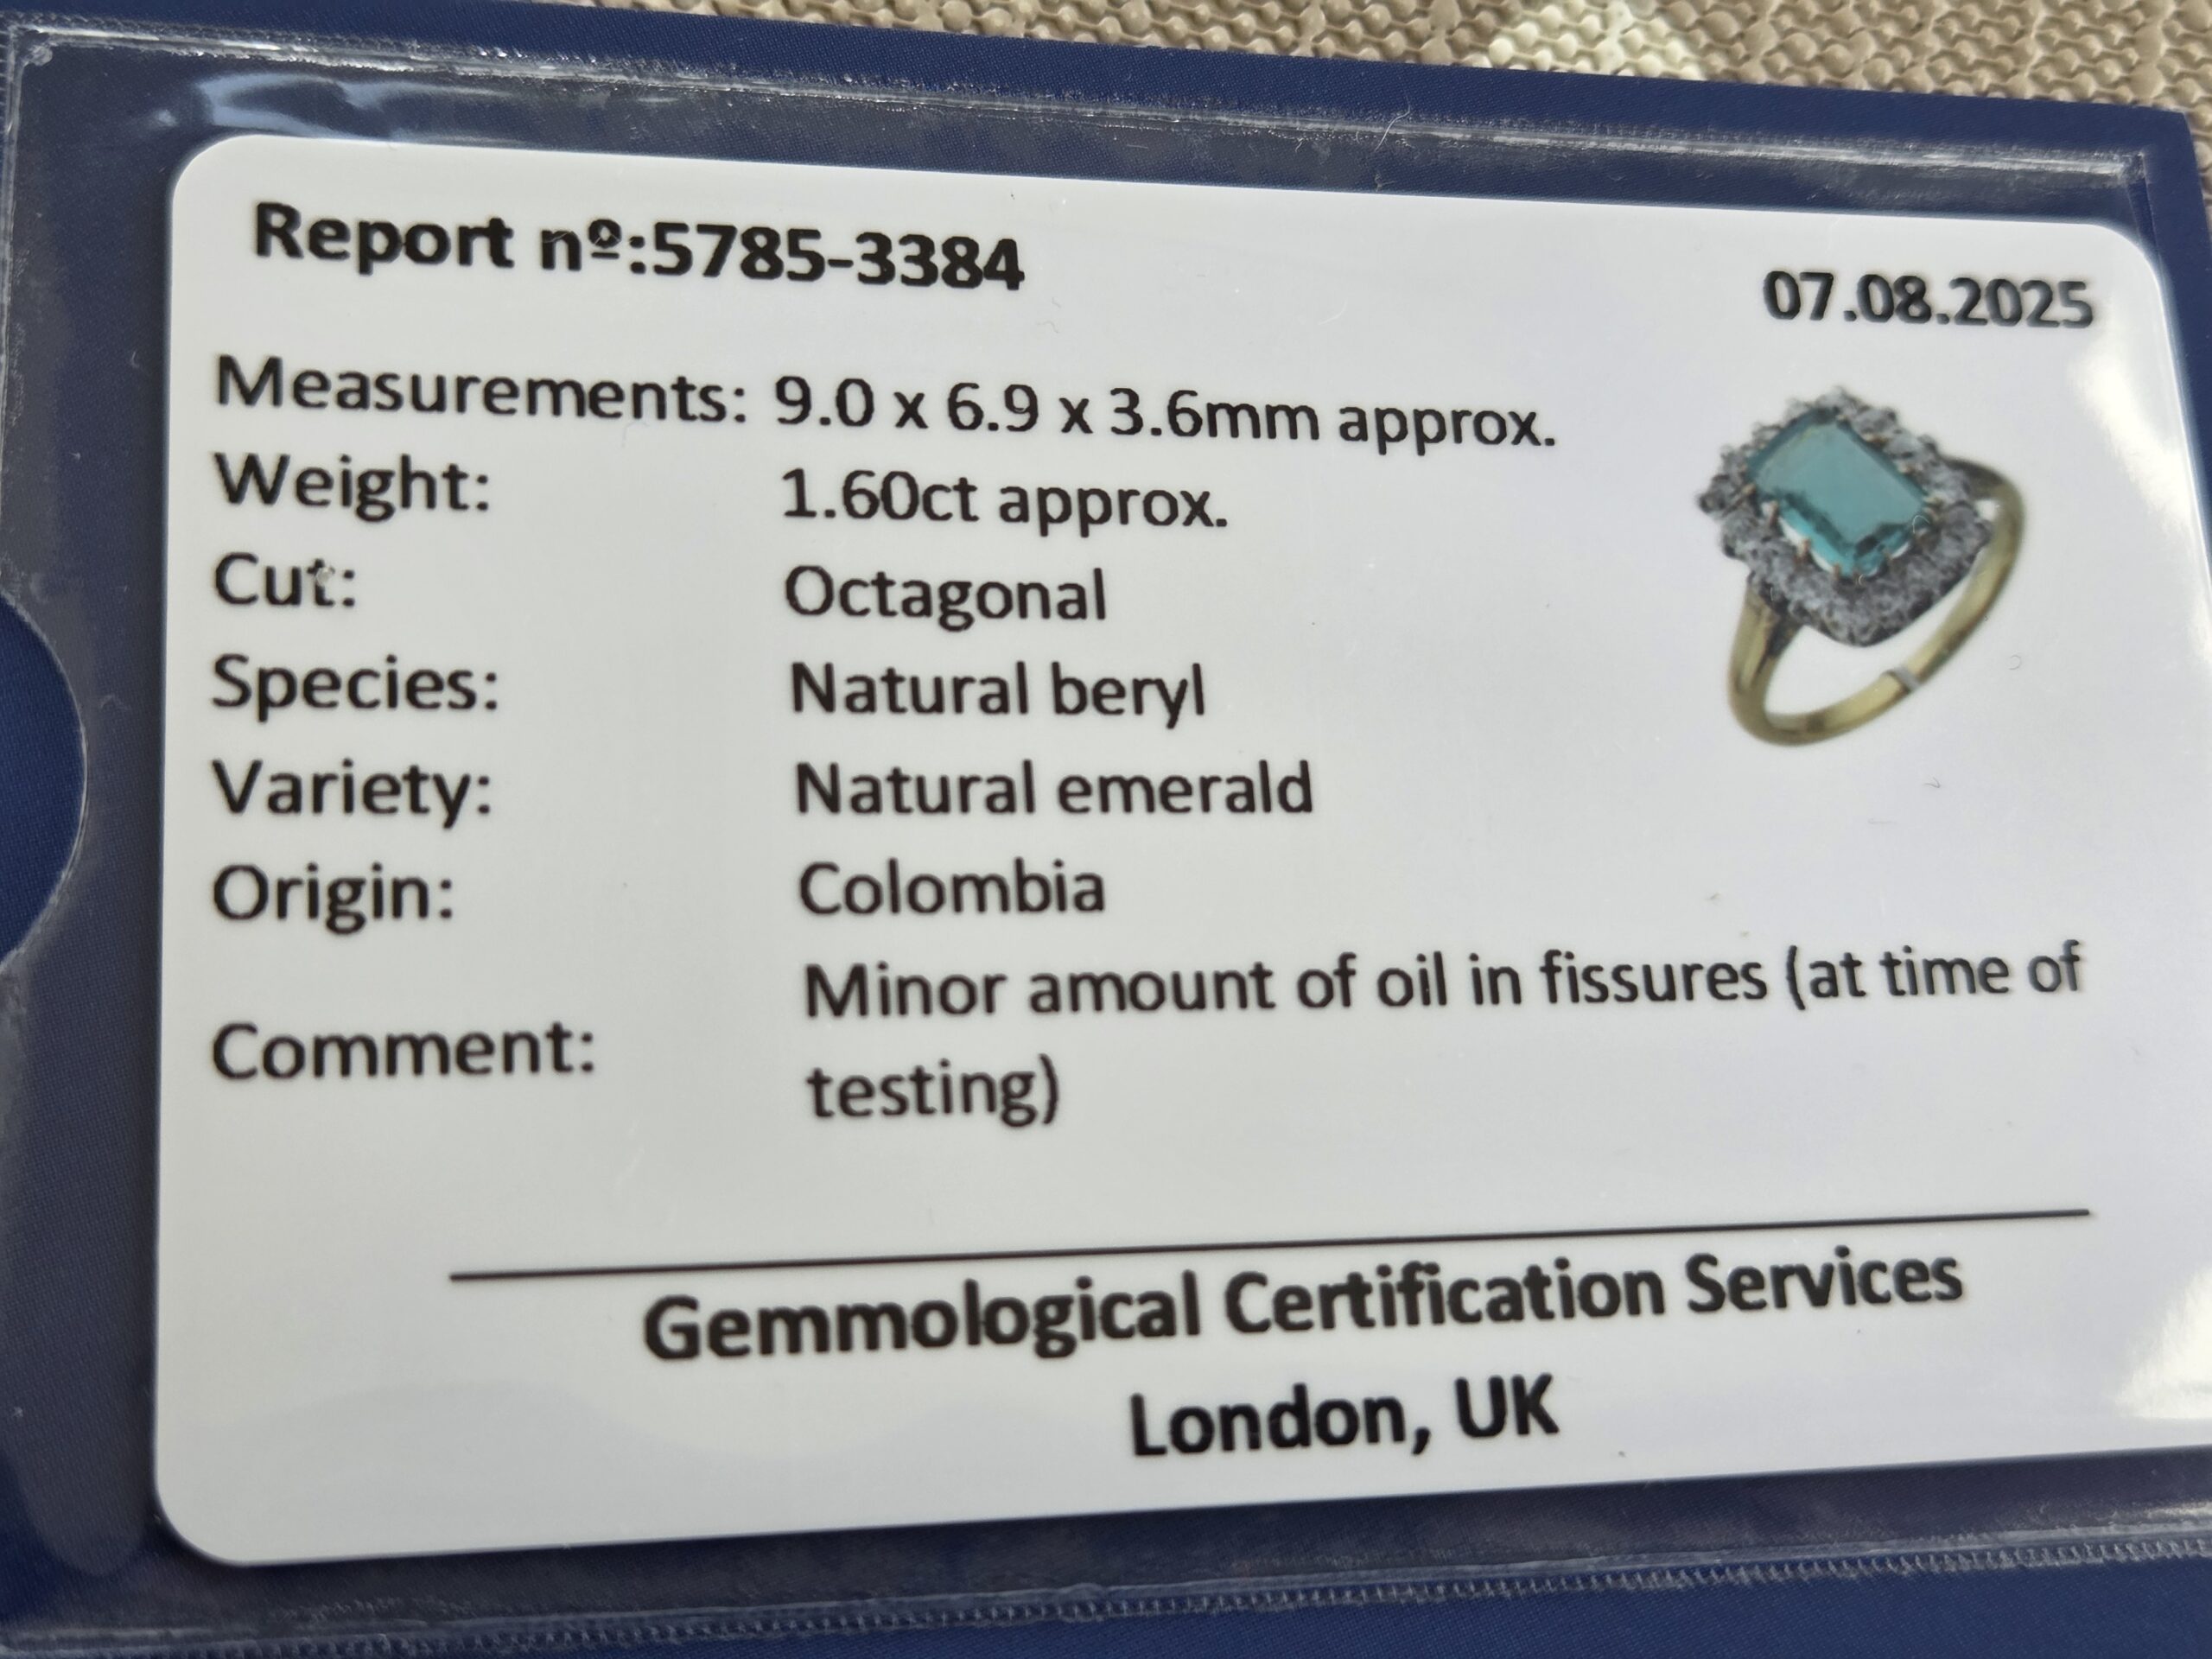 Report nº:5785-3384
07.08.2025
Measurements: 9.0 x 6.9 x 3.6mm approx.
Weight: 1.60ct approx.
Cut: Octagonal
Species: Natural beryl
Variety: Natural emerald
Origin: Colombia
Comment: Minor amount of oil in fissures (at time of
testing)
Gemmological Certification Services
London, UK